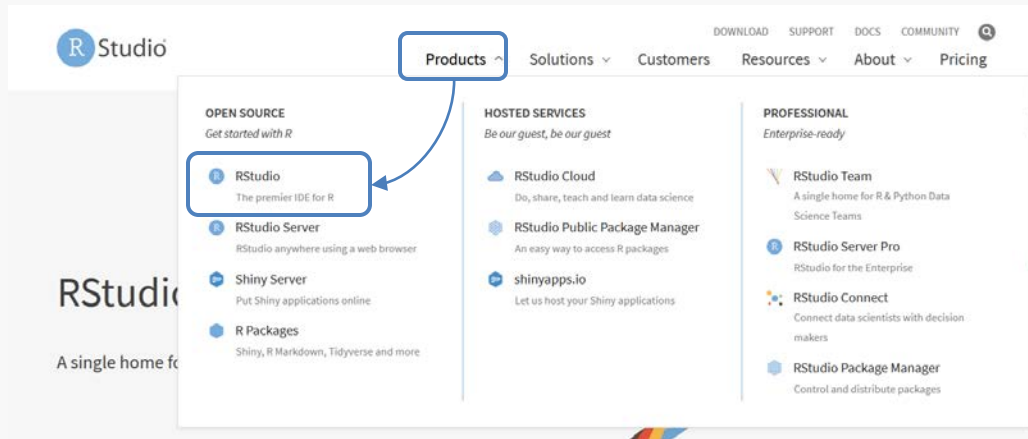 DOWNLOAD SUPPORT DOCS COMMUNITY
R Studio
Products Solutions Customers Resources About Pricing
OPEN SOURCE
Get started with R
RStudio
The premier IDE for R
RStudio Server
RStudio anywhere using a web browser
Shiny Server
Put Shiny applications online
R Packages
Shiny, R Markdown, Tidyverse and more
HOSTED SERVICES
Be our guest, be our guest
RStudio Cloud
Do, share, teach and learn data science
RStudio Public Package Manager
An easy way to access R packages
shinyapps.io
Let us host your Shiny applications
PROFESSIONAL
Enterprise-ready
RStudio Team
A single home for R & Python Data
Science Teams
RStudio Server Pro
RStudio for the Enterprise
RStudio Connect
Connect data scientists with decision
makers
RStudio Package Manager
Control and distribute packages
RStudi
A single home f